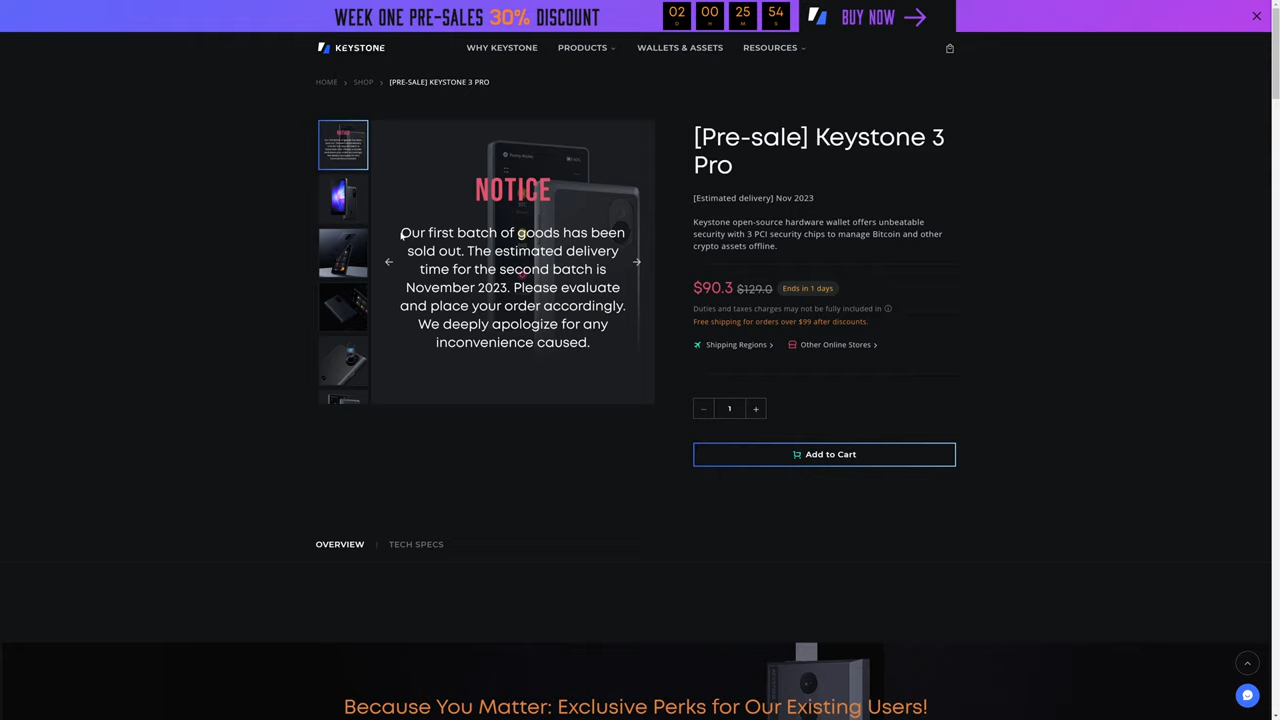 WEEK ONE PRE-SALES 30% DISCOUNT
02 00 25 54
D H M S
BUY NOW
KEYSTONE
WHY KEYSTONE PRODUCTS WALLETS & ASSETS RESOURCES
HOME > SHOP > [PRE-SALE] KEYSTONE 3 PRO
NOTICE
Our first batch of goods has been
sold out. The estimated delivery
time for the second batch is
November 2023. Please evaluate
and place your order accordingly.
We deeply apologize for any
inconvenience caused.
[Pre-sale] Keystone 3
Pro
[Estimated delivery] Nov 2023
Keystone open-source hardware wallet offers unbeatable
security with 3 PCI security chips to manage Bitcoin and other
crypto assets offline.
$90.3 $129.0 Ends in 1 days
Duties and taxes charges may not be fully included in
Free shipping for orders over $99 after discounts.
Shipping Regions > Other Online Stores >
− 1 +
Add to Cart
OVERVIEW | TECH SPECS
Because You Matter: Exclusive Perks for Our Existing Users!